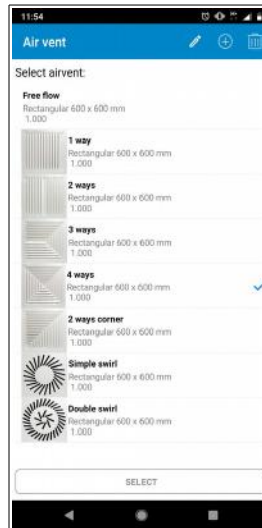 11:54
Air vent
Select airvent:
Free flow
Rectangular 600 x 600 mm
1.000
1 way
Rectangular 600 x 600 mm
1.000
2 ways
Rectangular 600 x 600 mm
1.000
3 ways
Rectangular 600 x 600 mm
1.000
4 ways
Rectangular 600 x 600 mm
1.000
2 ways corner
Rectangular 600 x 600 mm
1.000
Simple swirl
Rectangular 600 x 600 mm
1.000
Double swirl
Rectangular 600 x 600 mm
1.000
SELECT